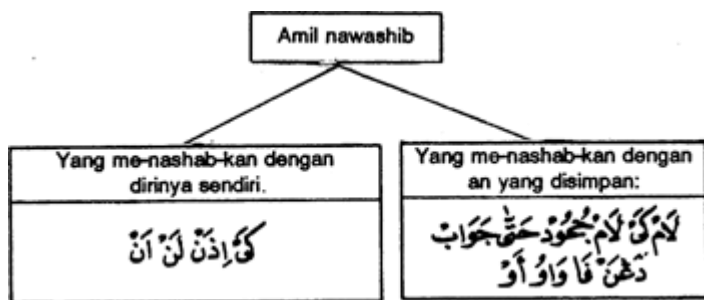 Amil nawashib
Yang me-nashab-kan dengan
dirinya sendiri.
كَيْ اِذَنْ لَنْ اَنْ
Yang me-nashab-kan dengan
an yang disimpan:
لَامْ كَيْ لَامْ جُحُوْدْ حَتّٰى جَوَابْ
دَغَنْ فَا وَاوُ أَوْ